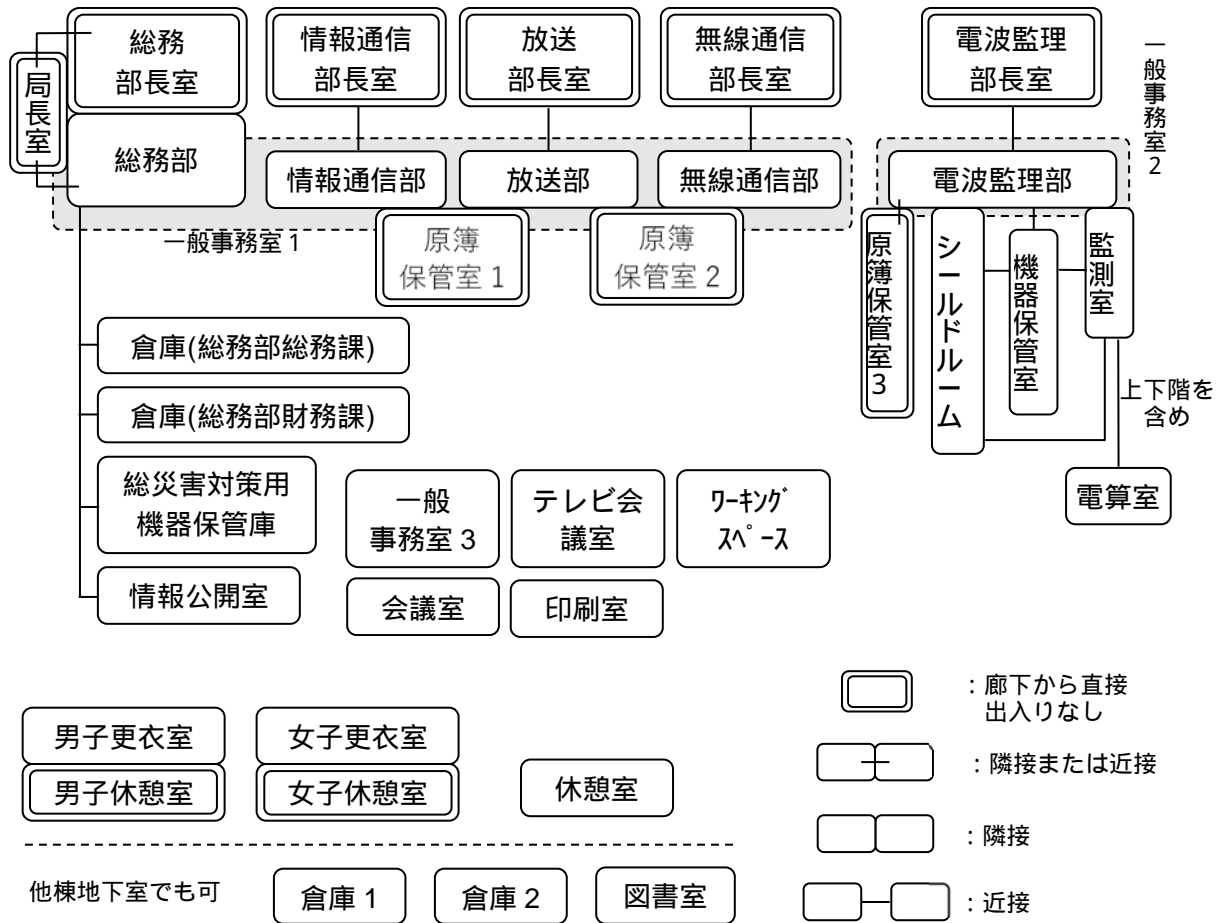 総務
部長室
情報通信
部長室
放送
部長室
無線通信
部長室
電波監理
部長室
一般事務室2
局長室
総務部
情報通信部
放送部
無線通信部
電波監理部
一般事務室1
原簿
保管室1
原簿
保管室2
原簿保管室3
シールドルーム
機器保管室
監測室
倉庫(総務部総務課)
倉庫(総務部財務課)
上下階を
含め
総災害対策用
機器保管庫
一般
事務室3
テレビ会
議室
ﾜｰｷﾝｸﾞ
ｽﾍﾟｰｽ
電算室
情報公開室
会議室
印刷室
:廊下から直接
出入りなし
男子更衣室
女子更衣室
:隣接または近接
男子休憩室
女子休憩室
休憩室
:隣接
他棟地下室でも可
倉庫1
倉庫2
図書室
:近接